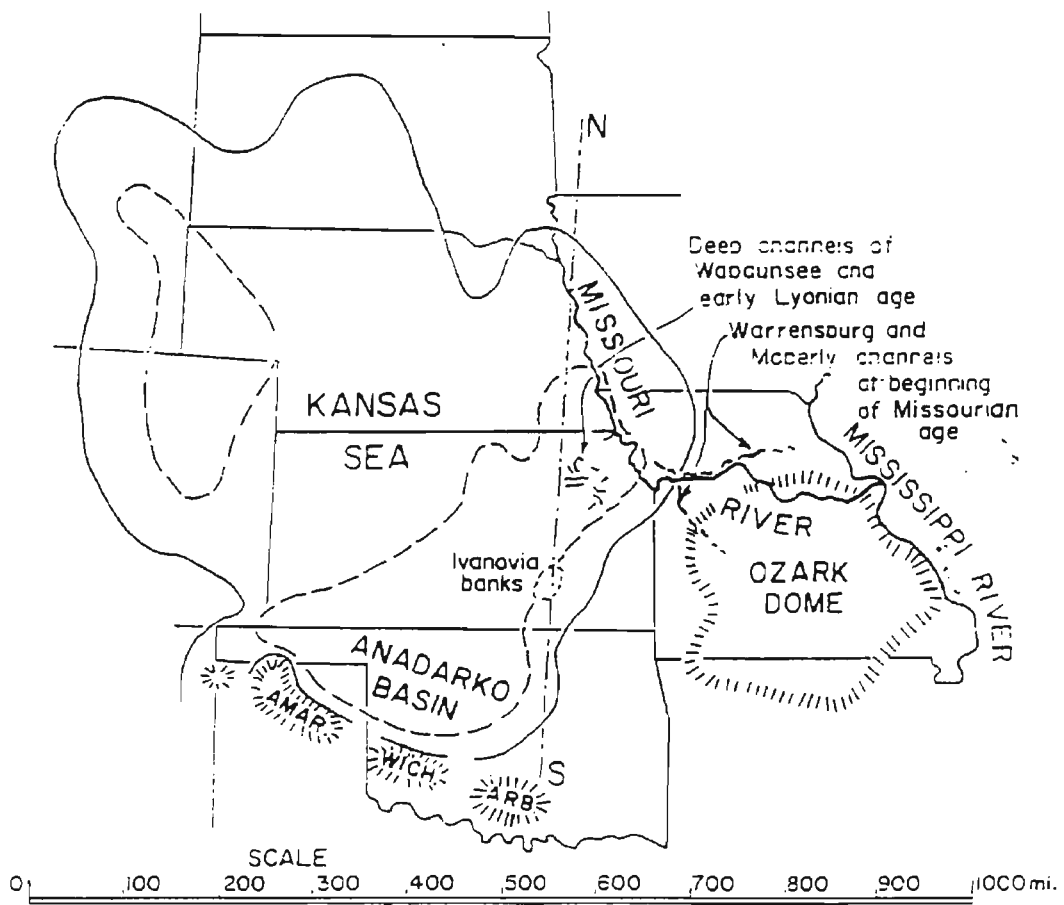 N
Deep channels of
Wabaunsee and
early Lyonian age
Warrensburg and
Moberly channels
at beginning
of Missourian
age
MISSOURI
RIVER
MISSISSIPPI
RIVER
KANSAS
SEA
Ivanovia
banks
OZARK
DOME
ANADARKO
BASIN
AMAR
WICH
ARB
S
SCALE
0 100 200 300 400 500 600 700 800 900 1000 mi.